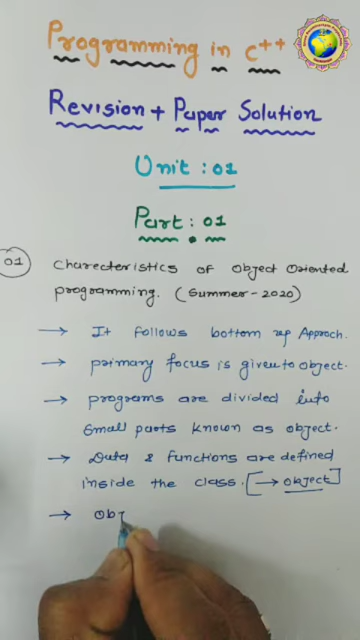 Programming in C++
Revision + Paper Solution
Unit : 01
Part : 01
01 Charecteristics of Object Oriented
programming. (Summer-2020)
→ It follows bottom up Approch.
→ primary focus is given to object.
→ programs are divided into
small parts known as object.
→ Data & functions are defined
inside the class. [→ object]
→ Obj